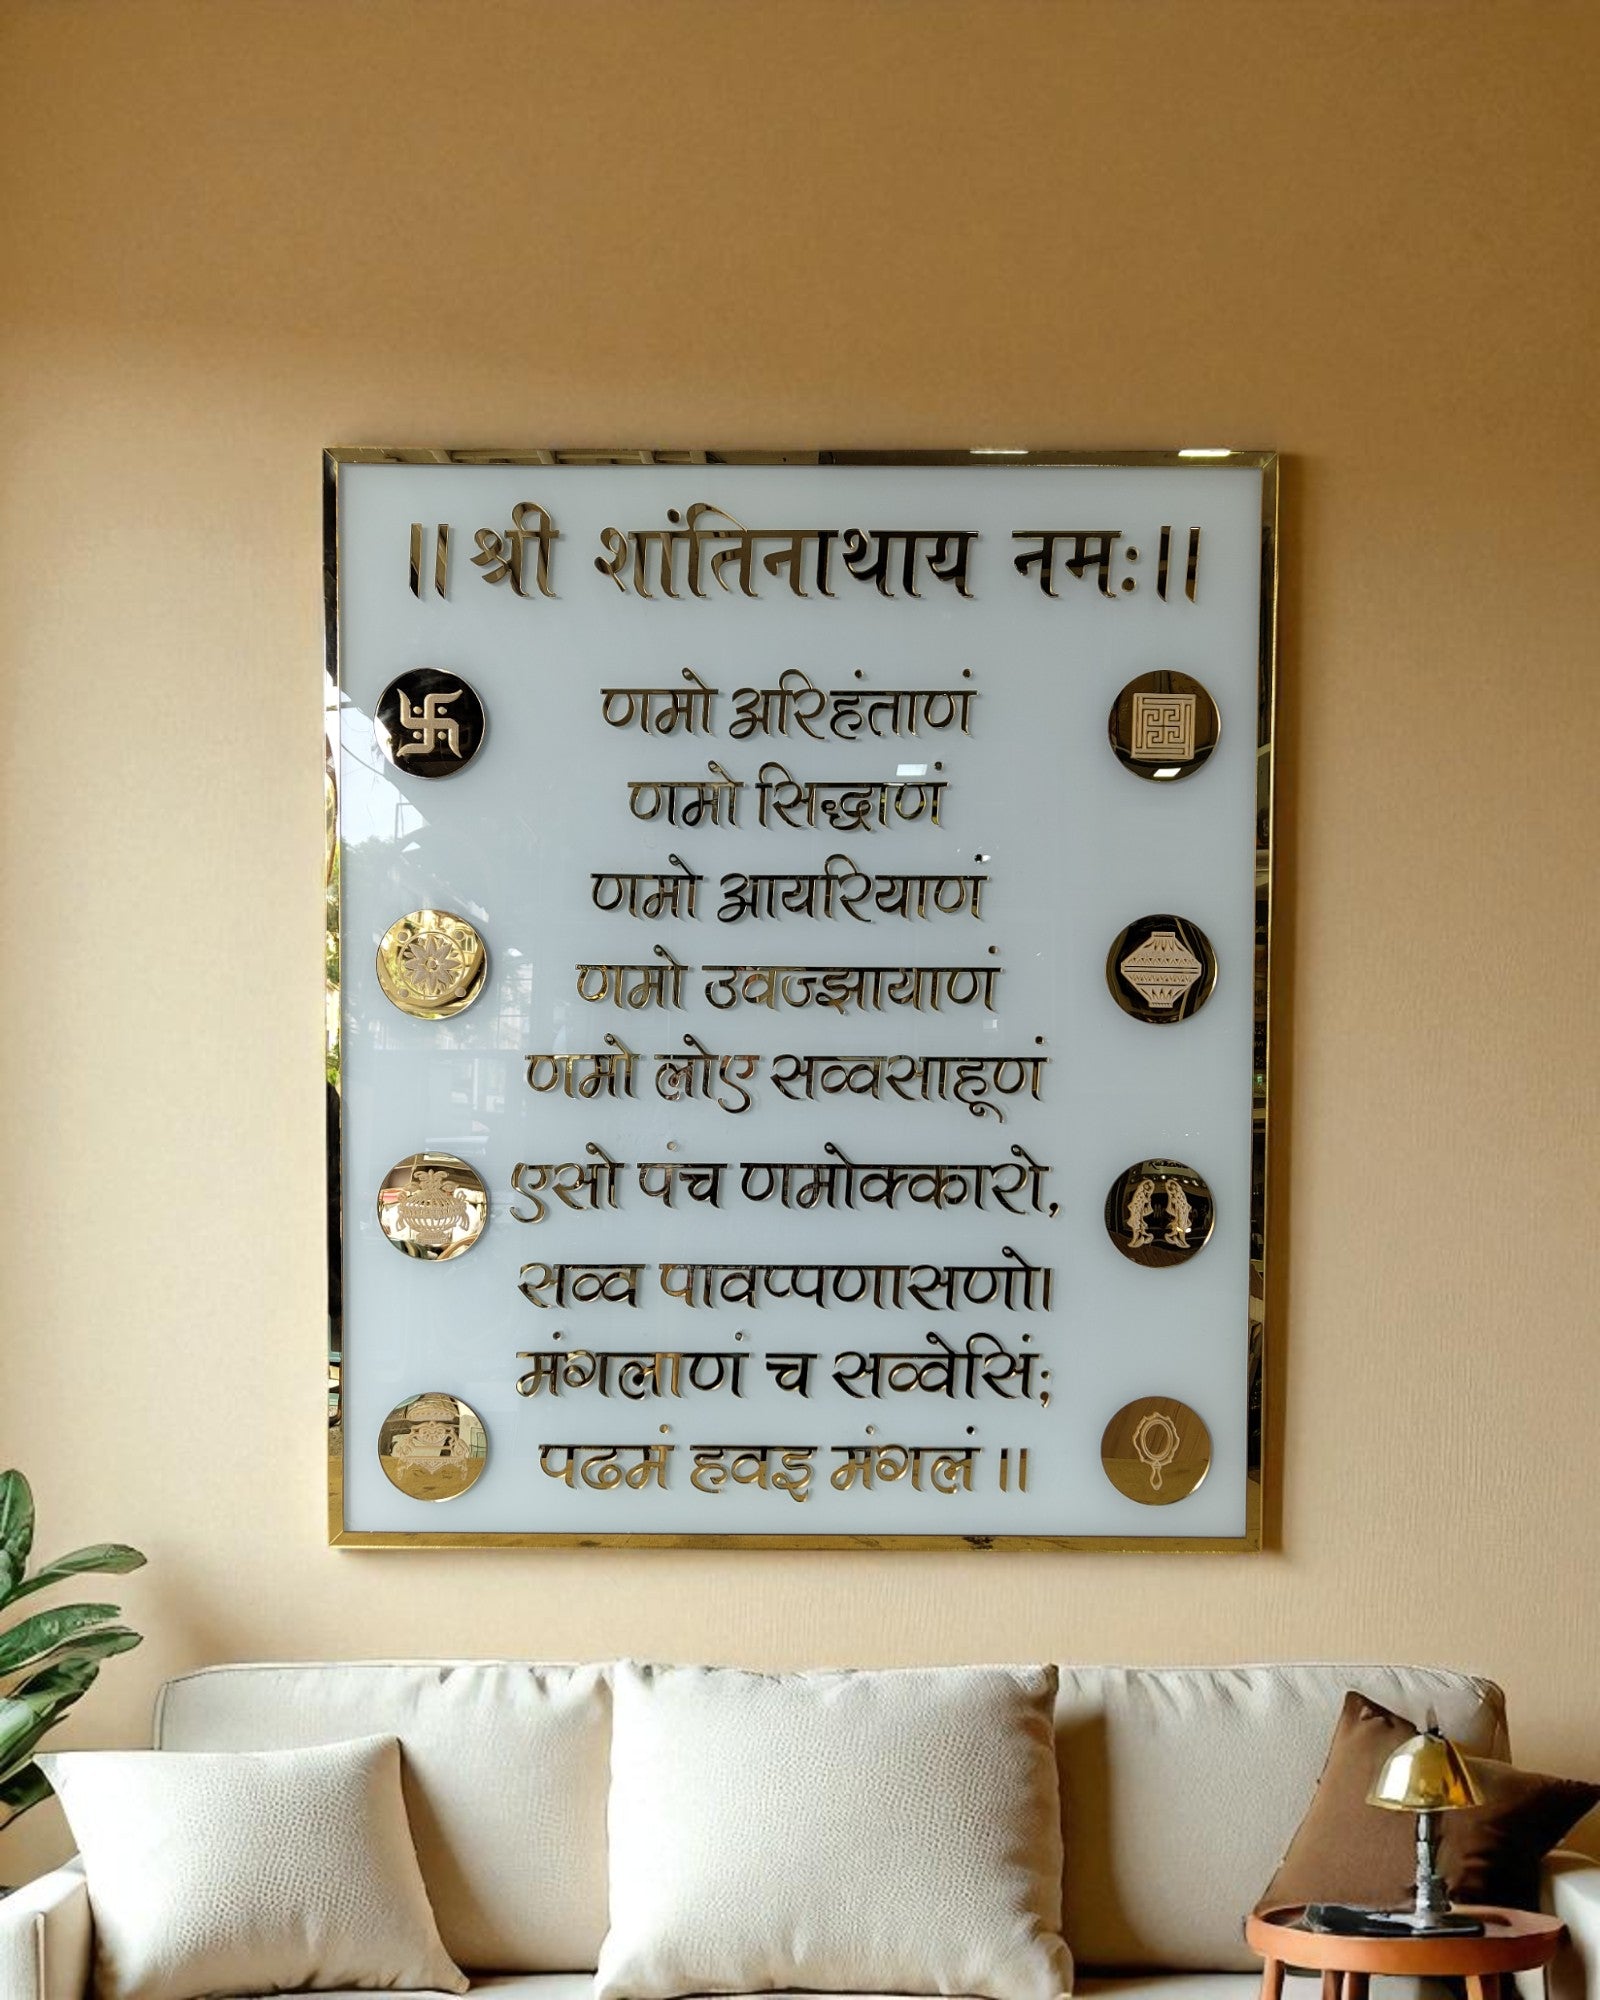 ॥ श्री शांतिनाथाय नमः॥
णमो अरिहंताणं
णमो सिद्धाणं
णमो आयरियाणं
णमो उवज्झायाणं
णमो लोए सव्वसाहूणं
एसो पंच णमोक्कारो,
सव्व पावप्पणासणो।
मंगलाणं च सव्वेसिं;
पढमं हवइ मंगलं ॥